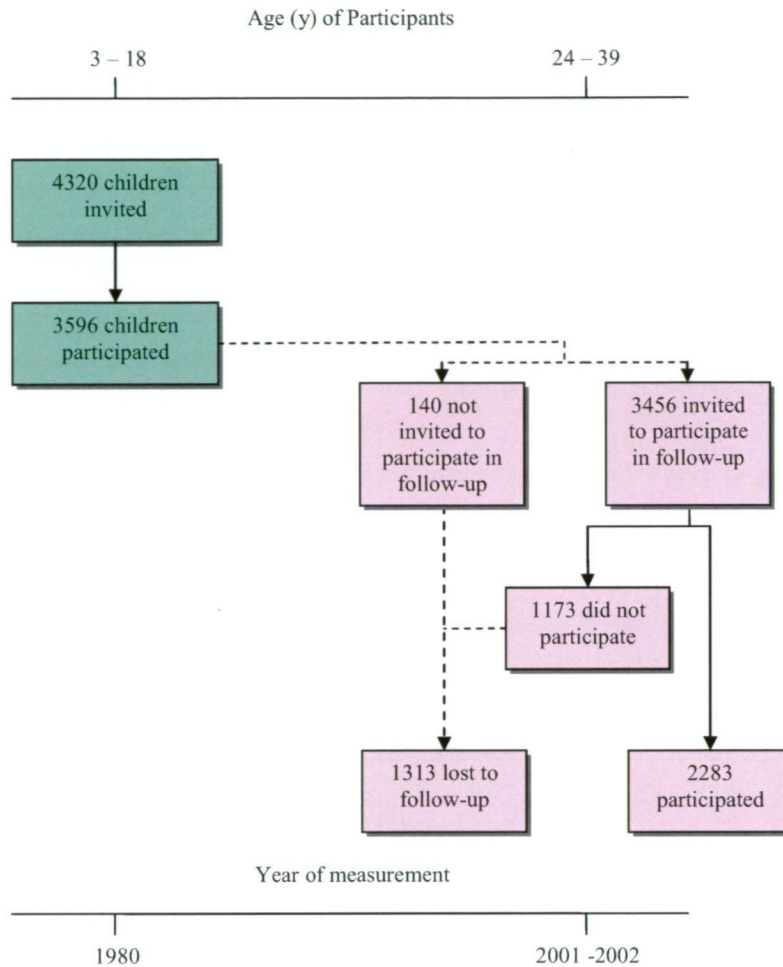 Age (y) of Participants
3 – 18
24 – 39
4320 children
invited
3596 children
participated
140 not
invited to
participate in
follow-up
3456 invited
to participate
in follow-up
1173 did not
participate
1313 lost to
follow-up
2283
participated
Year of measurement
1980
2001 -2002